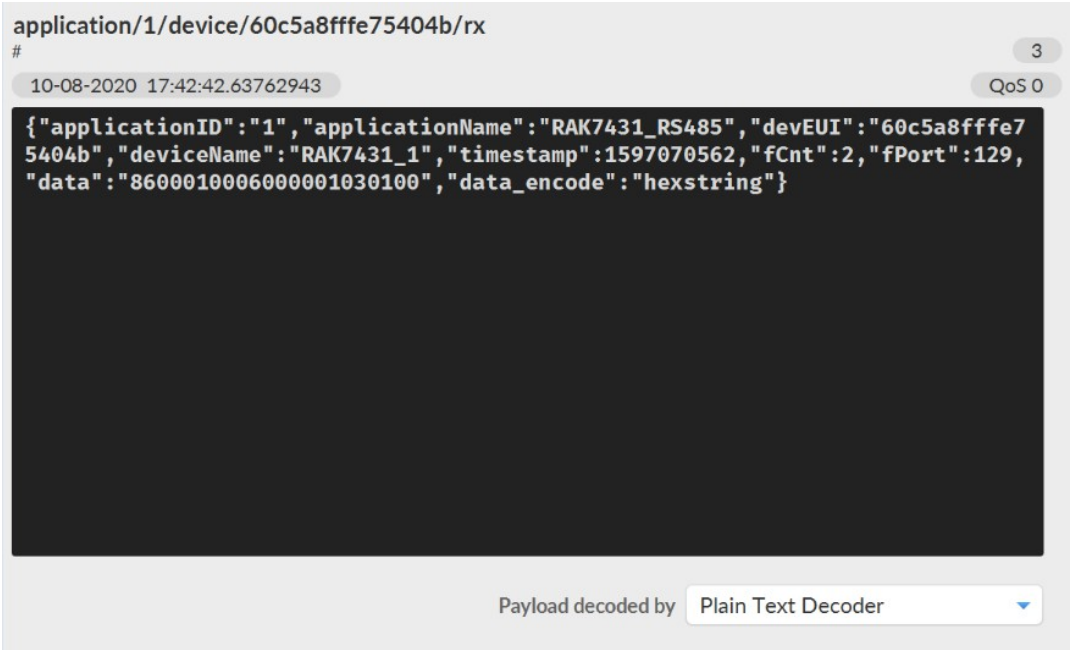 application/1/device/60c5a8fffe75404b/rx
#
3
10-08-2020 17:42:42.63762943
QoS 0
{"applicationID":"1","applicationName":"RAK7431_RS485","devEUI":"60c5a8fffe7
5404b","deviceName":"RAK7431_1","timestamp":1597070562,"fCnt":2,"fPort":129,
"data":"8600010006000001030100","data_encode":"hexstring"}
Payload decoded by
Plain Text Decoder